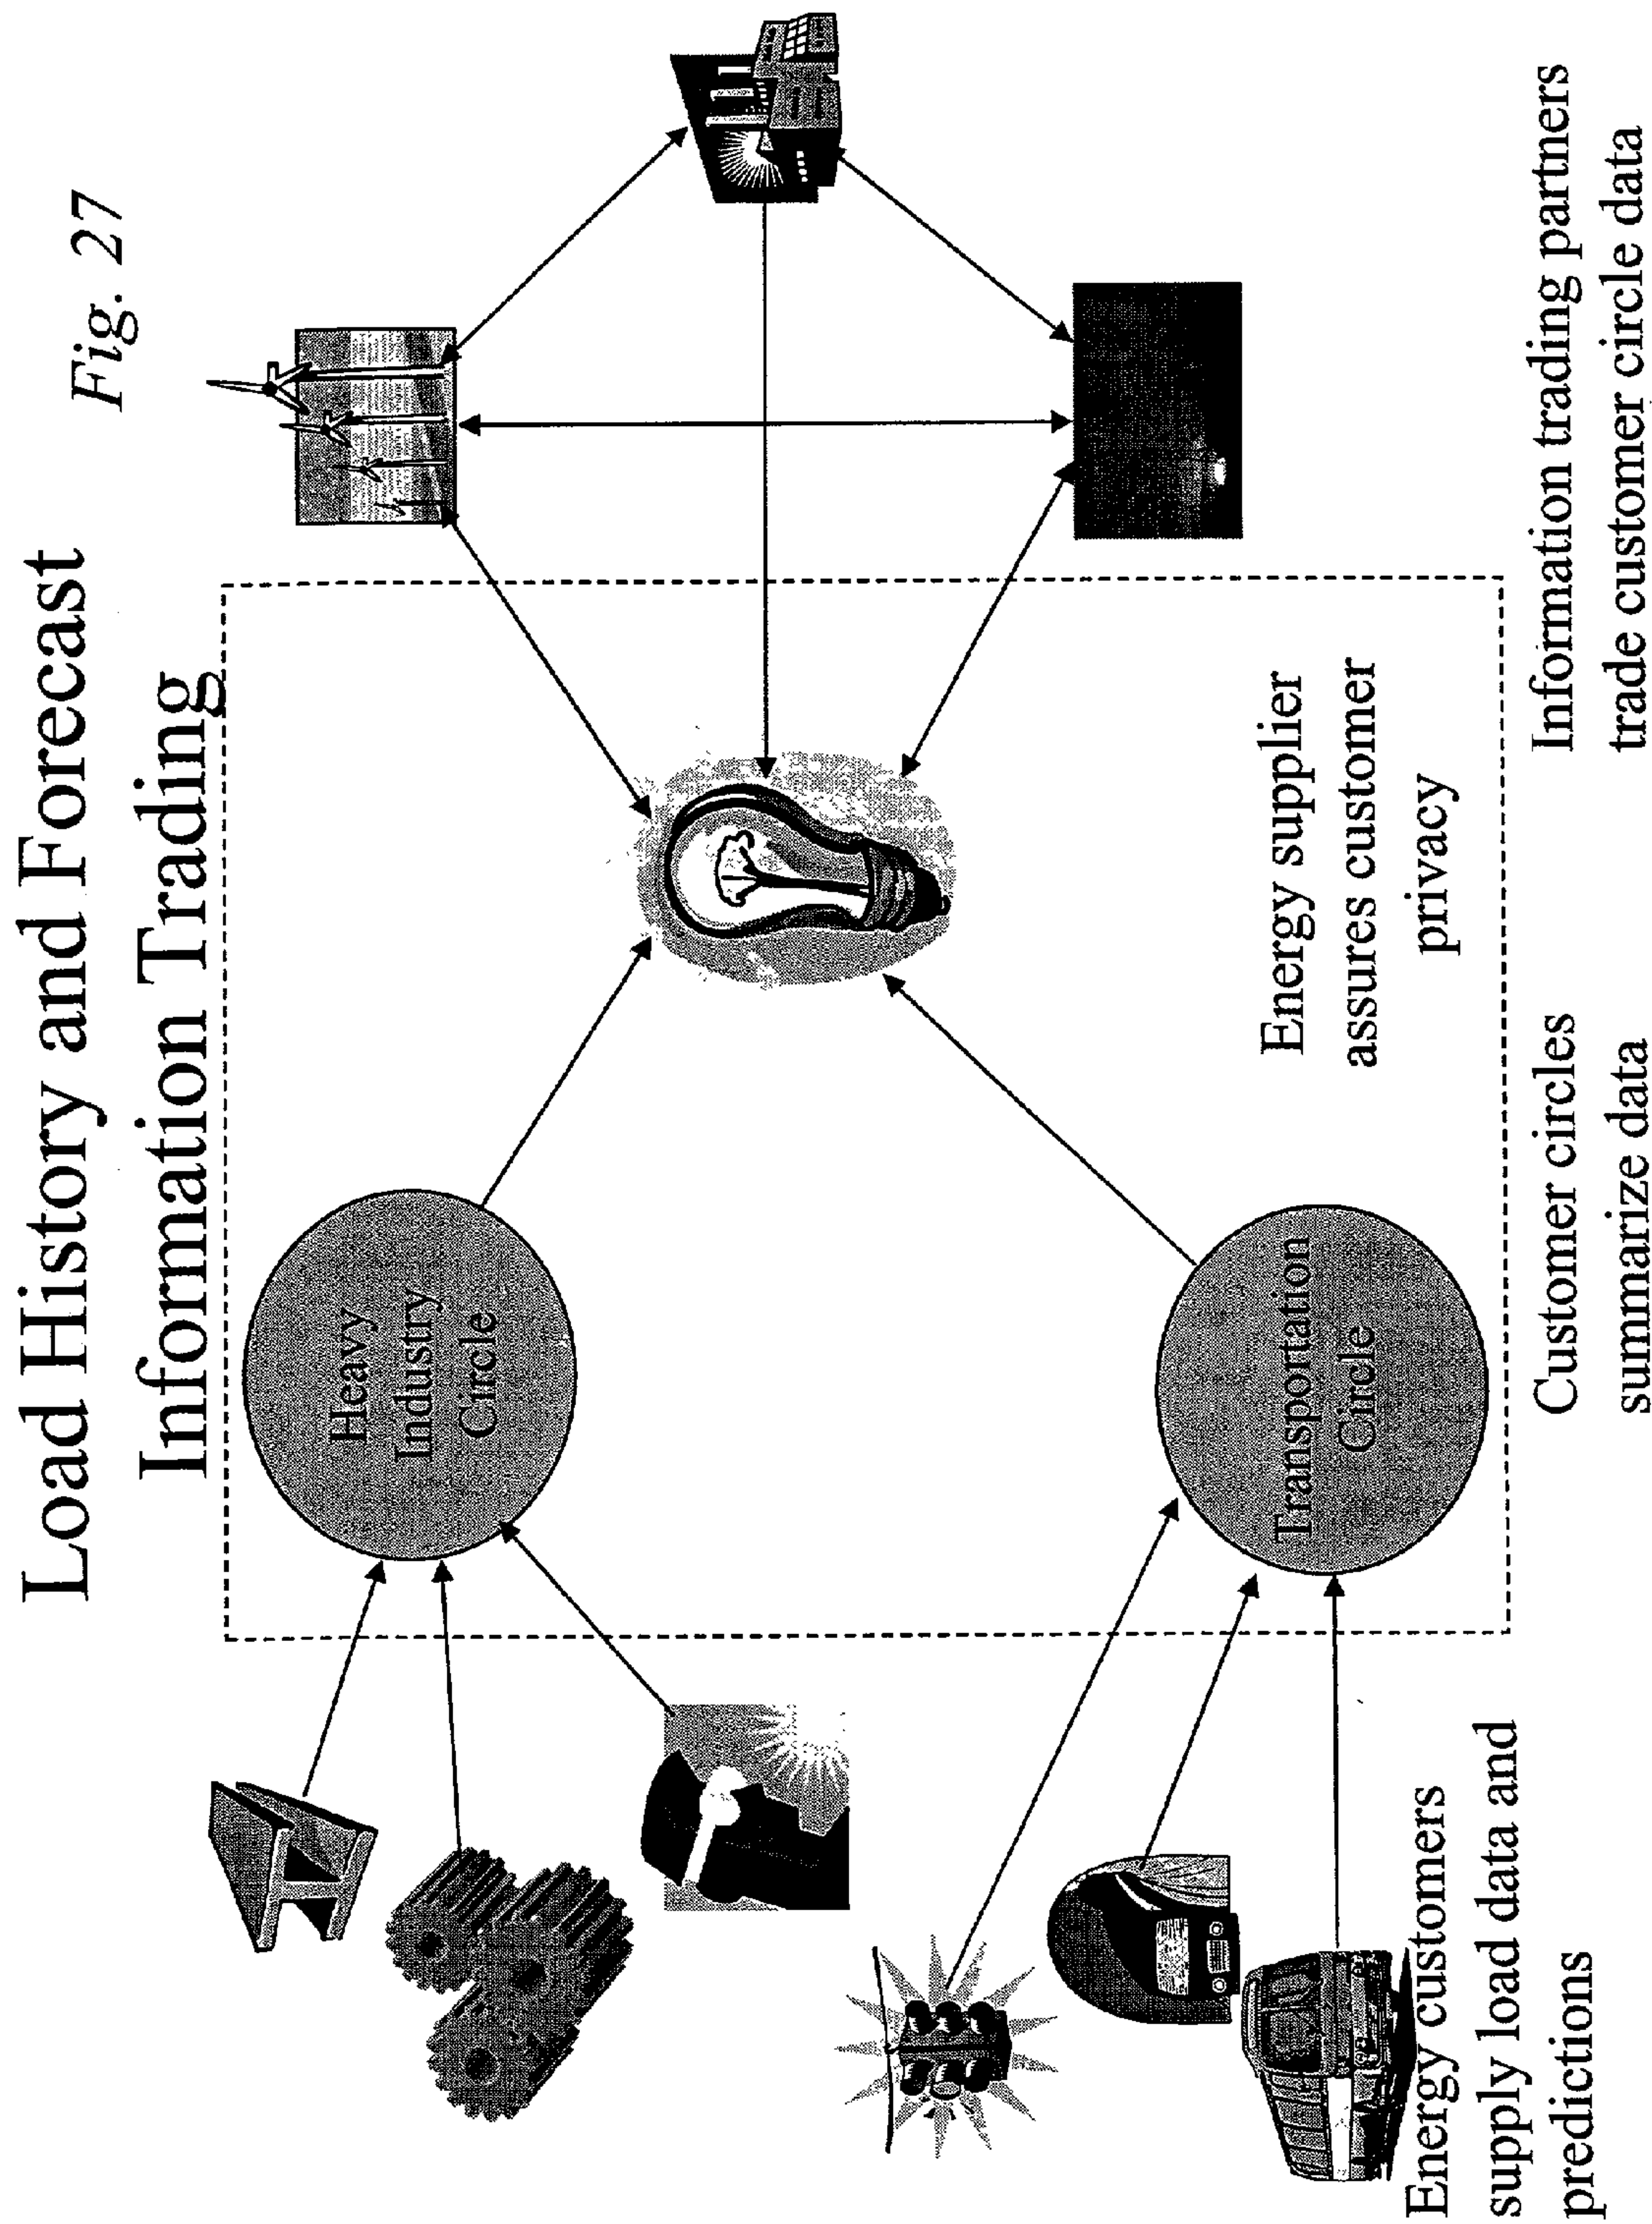 Load History and Forecast
Information Trading
Fig. 27
Heavy
Industry
Circle
Transportation
Circle
Energy supplier
assures customer
privacy
Energy customers
supply load data and
predictions
Customer circles
summarize data
Information trading partners
trade customer circle data